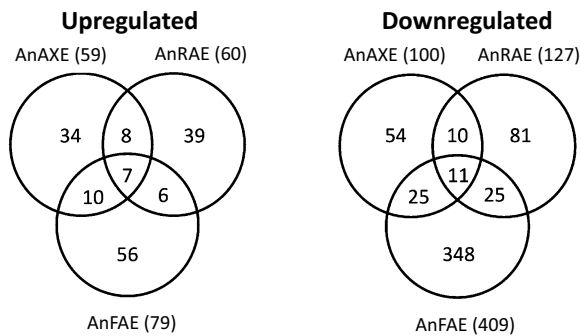 Upregulated
AnAXE (59) AnRAE (60)
34 8 39
7
10 6
56
AnFAE (79)
Downregulated
AnAXE (100) AnRAE (127)
54 10 81
11
25 25
348
AnFAE (409)